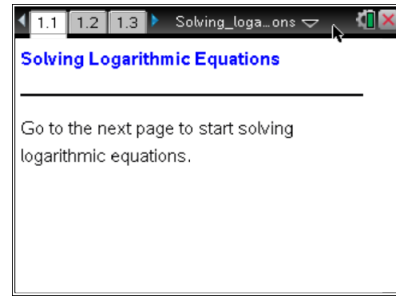 1.1 1.2 1.3 Solving_loga...ons
Solving Logarithmic Equations
Go to the next page to start solving
logarithmic equations.